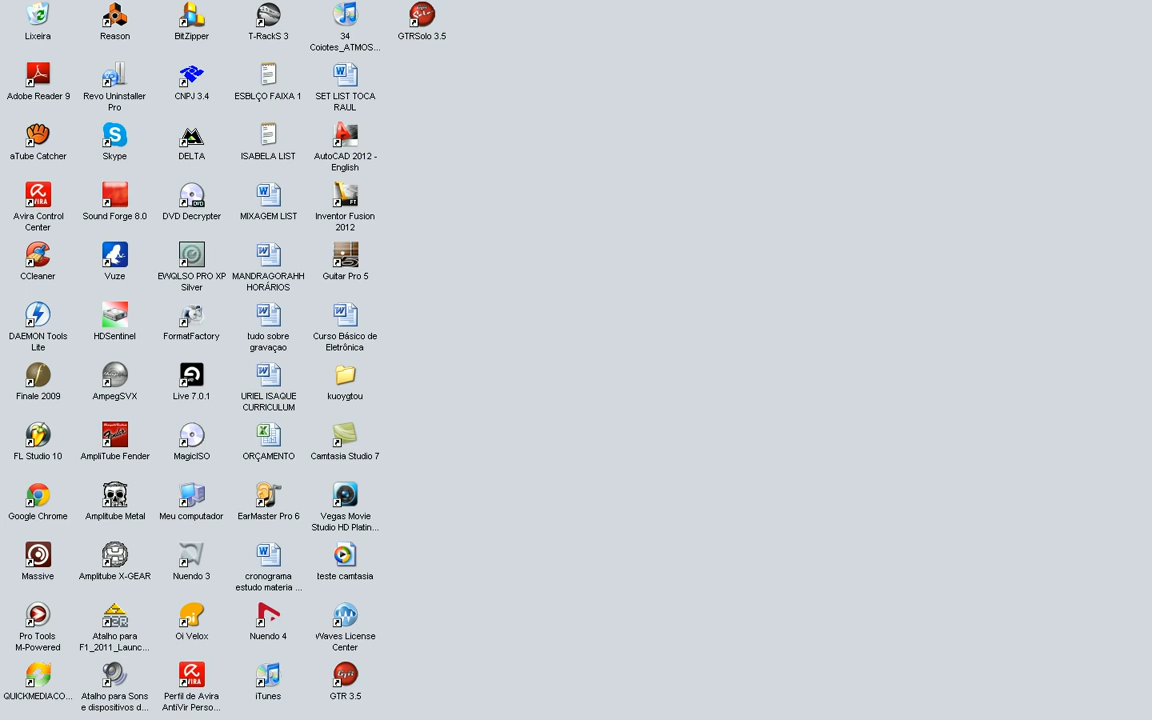 Lixeira
Reason
BitZipper
T-RackS 3
34
Coiotes_ATMOS...
GTRSolo 3.5
Adobe Reader 9
Revo Uninstaller
Pro
CNPJ 3.4
ESBLÇO FAIXA 1
SET LIST TOCA
RAUL
aTube Catcher
Skype
DELTA
ISABELA LIST
AutoCAD 2012 -
English
Avira Control
Center
Sound Forge 8.0
DVD Decrypter
MIXAGEM LIST
Inventor Fusion
2012
CCleaner
Vuze
EWQLSO PRO XP
Silver
MANDRAGORAHH
HORÁRIOS
Guitar Pro 5
DAEMON Tools
Lite
HDSentinel
FormatFactory
tudo sobre
gravaçao
Curso Básico de
Eletrônica
Finale 2009
AmpegSVX
Live 7.0.1
URIEL ISAQUE
CURRICULUM
kuoygtou
FL Studio 10
AmpliTube Fender
MagicISO
ORÇAMENTO
Camtasia Studio 7
Google Chrome
Amplitube Metal
Meu computador
EarMaster Pro 6
Vegas Movie
Studio HD Platin...
Massive
Amplitube X-GEAR
Nuendo 3
cronograma
estudo materia ...
teste camtasia
Pro Tools
M-Powered
Atalho para
F1_2011_Launc...
Oi Velox
Nuendo 4
Waves License
Center
QUICKMEDIACO...
Atalho para Sons
e dispositivos d...
Perfil de Avira
AntiVir Perso...
iTunes
GTR 3.5